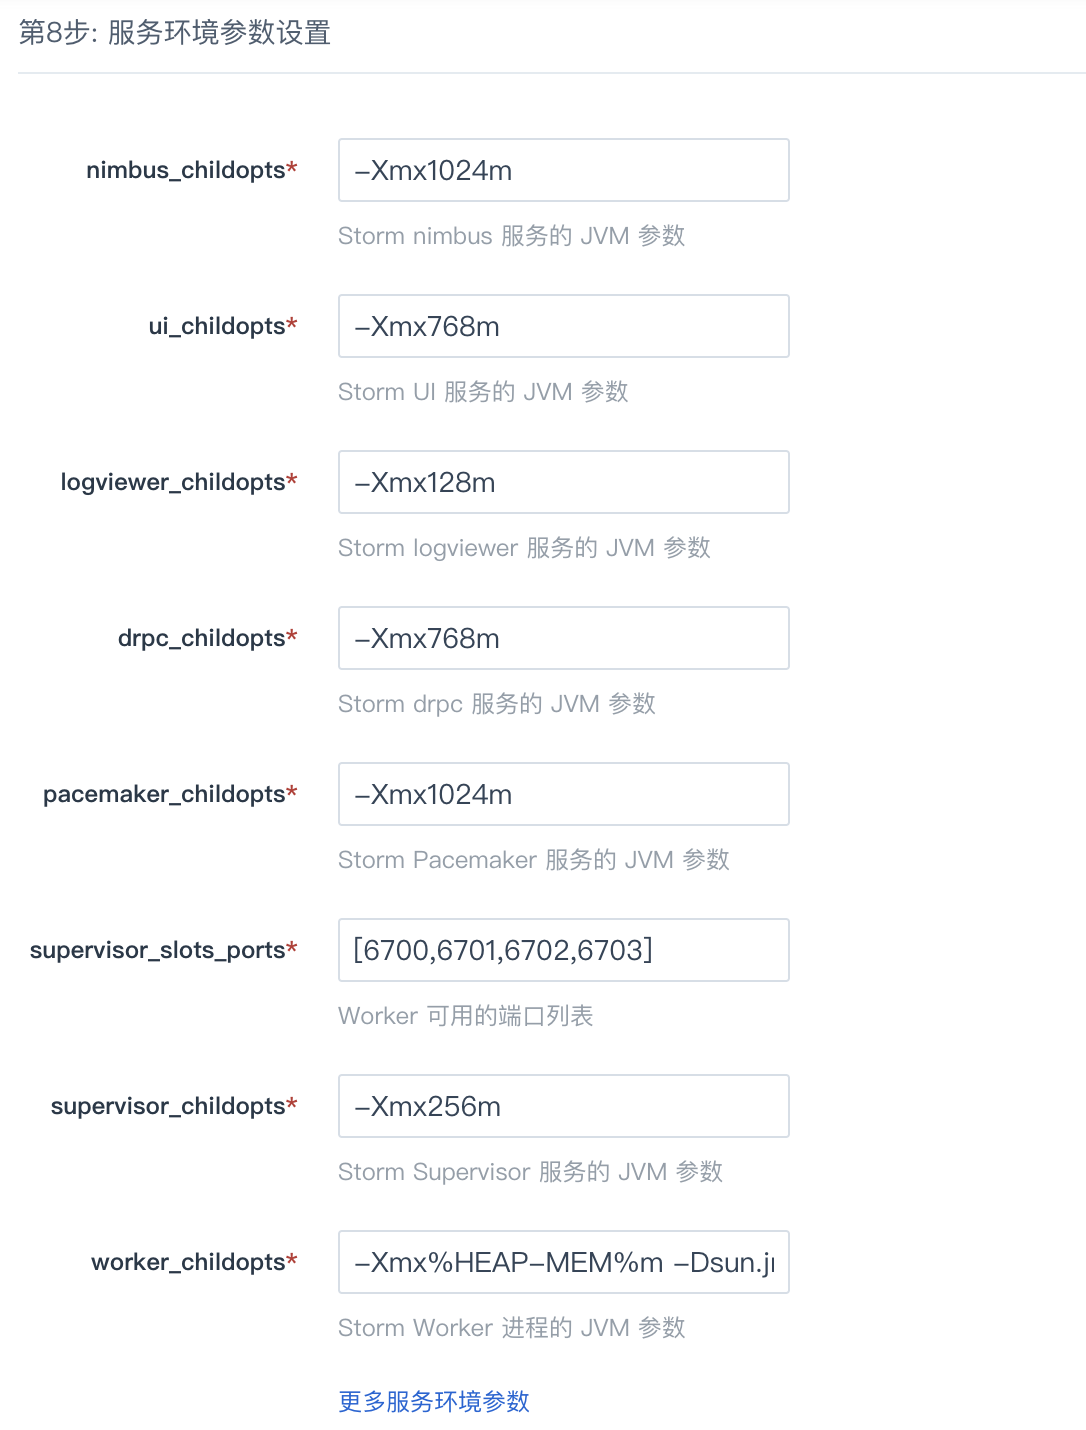 第8步: 服务环境参数设置
nimbus_childopts*
-Xmx1024m
Storm nimbus 服务的 JVM 参数
ui_childopts*
-Xmx768m
Storm UI 服务的 JVM 参数
logviewer_childopts*
-Xmx128m
Storm logviewer 服务的 JVM 参数
drpc_childopts*
-Xmx768m
Storm drpc 服务的 JVM 参数
pacemaker_childopts*
-Xmx1024m
Storm Pacemaker 服务的 JVM 参数
supervisor_slots_ports*
[6700,6701,6702,6703]
Worker 可用的端口列表
supervisor_childopts*
-Xmx256m
Storm Supervisor 服务的 JVM 参数
worker_childopts*
-Xmx%HEAP-MEM%m -Dsun.j
Storm Worker 进程的 JVM 参数
更多服务环境参数